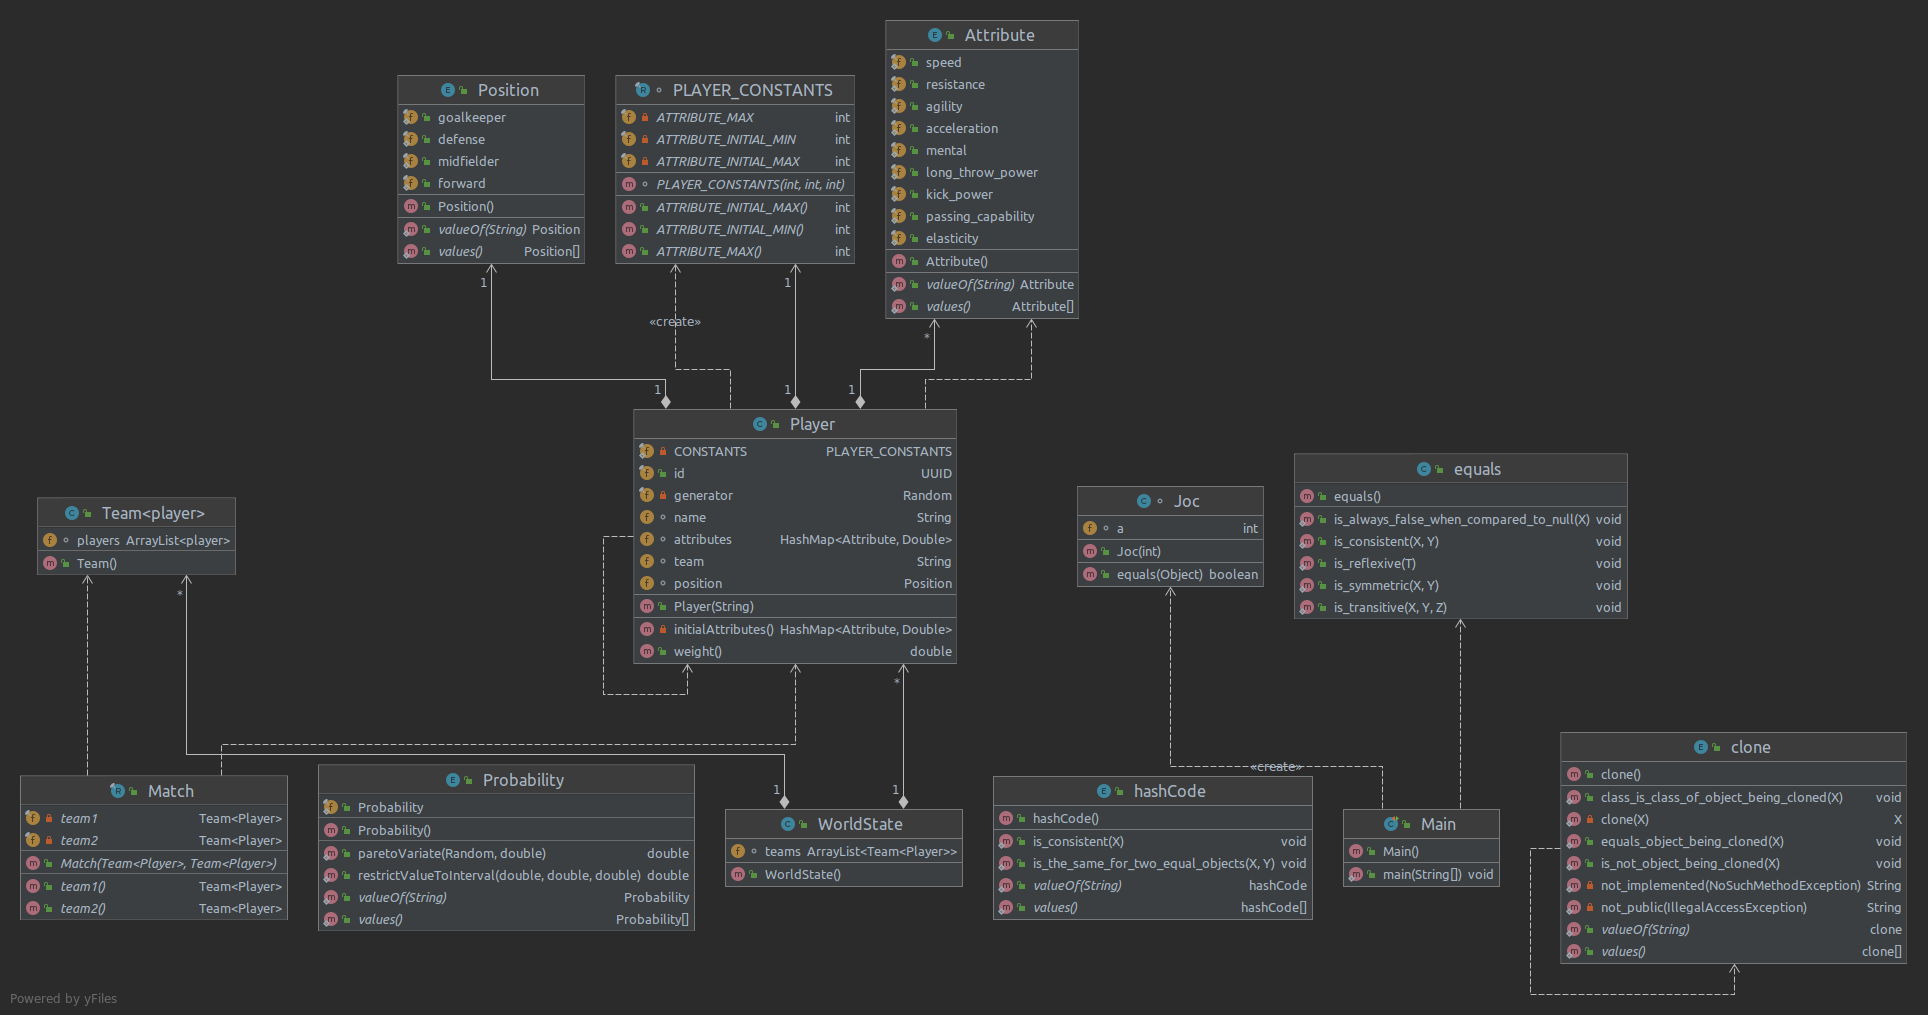 Attribute
speed
resistance
agility
acceleration
mental
long_throw_power
kick_power
passing_capability
elasticity
Attribute()
valueOf(String) Attribute
values() Attribute[]
*
Position
goalkeeper
defense
midfielder
forward
Position()
valueOf(String) Position
values() Position[]
1
PLAYER_CONSTANTS
ATTRIBUTE_MAX int
ATTRIBUTE_INITIAL_MIN int
ATTRIBUTE_INITIAL_MAX int
PLAYER_CONSTANTS(int, int, int)
ATTRIBUTE_INITIAL_MAX() int
ATTRIBUTE_INITIAL_MIN() int
ATTRIBUTE_MAX() int
1
«create»
1
1
1
Player
CONSTANTS PLAYER_CONSTANTS
id UUID
generator Random
name String
attributes HashMap<Attribute, Double>
team String
position Position
Player(String)
initialAttributes() HashMap<Attribute, Double>
weight() double
*
Team<player>
players ArrayList<player>
Team()
*
Joc
a int
Joc(int)
equals(Object) boolean
equals
equals()
is_always_false_when_compared_to_null(X) void
is_consistent(X, Y) void
is_reflexive(T) void
is_symmetric(X, Y) void
is_transitive(X, Y, Z) void
«create»
Match
team1 Team<Player>
team2 Team<Player>
Match(Team<Player>, Team<Player>)
team1() Team<Player>
team2() Team<Player>
Probability
Probability
Probability()
paretoVariate(Random, double) double
restrictValueToInterval(double, double, double) double
valueOf(String) Probability
values() Probability[]
1
1
WorldState
teams ArrayList<Team<Player>>
WorldState()
hashCode
hashCode()
is_consistent(X) void
is_the_same_for_two_equal_objects(X, Y) void
valueOf(String) hashCode
values() hashCode[]
Main
Main()
main(String[]) void
clone
clone()
class_is_class_of_object_being_cloned(X) void
clone(X) X
equals_object_being_cloned(X) void
is_not_object_being_cloned(X) void
not_implemented(NoSuchMethodException) String
not_public(IllegalAccessException) String
valueOf(String) clone
values() clone[]
Powered by yFiles